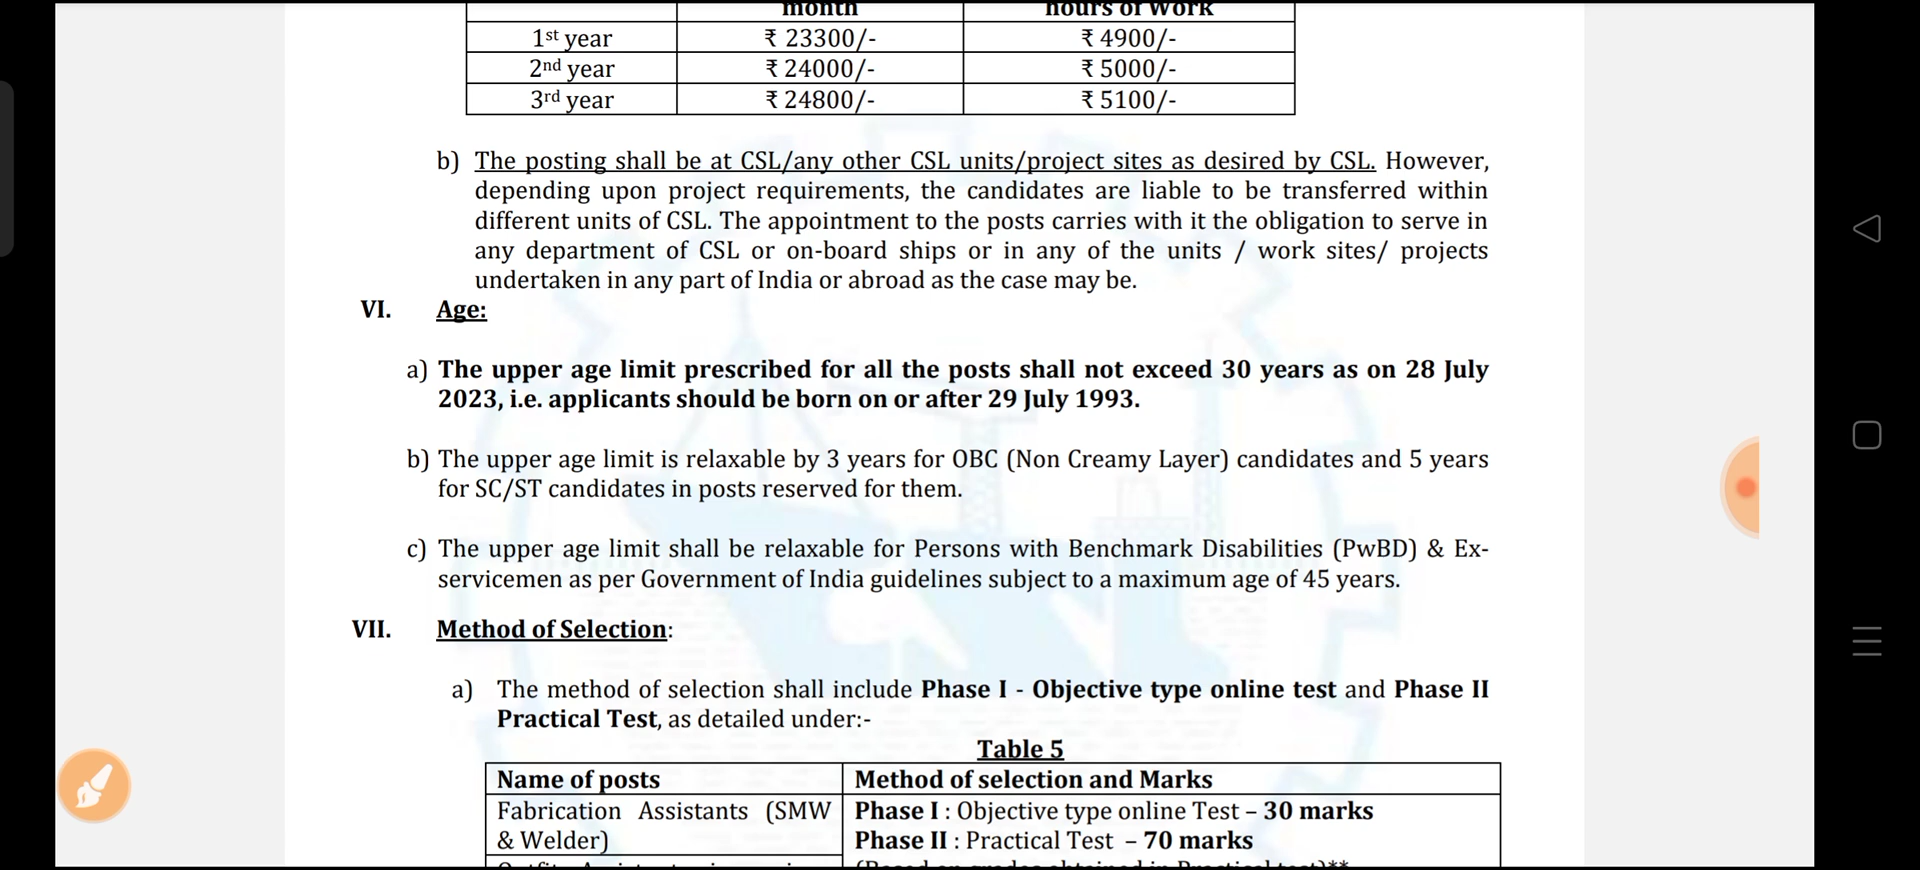 month hours of Work
1st year ₹ 23300/- ₹ 4900/-
2nd year ₹ 24000/- ₹ 5000/-
3rd year ₹ 24800/- ₹ 5100/-
b) The posting shall be at CSL/any other CSL units/project sites as desired by CSL. However,
depending upon project requirements, the candidates are liable to be transferred within
different units of CSL. The appointment to the posts carries with it the obligation to serve in
any department of CSL or on-board ships or in any of the units / work sites/ projects
undertaken in any part of India or abroad as the case may be.
VI. Age:
a) The upper age limit prescribed for all the posts shall not exceed 30 years as on 28 July
2023, i.e. applicants should be born on or after 29 July 1993.
b) The upper age limit is relaxable by 3 years for OBC (Non Creamy Layer) candidates and 5 years
for SC/ST candidates in posts reserved for them.
c) The upper age limit shall be relaxable for Persons with Benchmark Disabilities (PwBD) & Ex-
servicemen as per Government of India guidelines subject to a maximum age of 45 years.
VII. Method of Selection:
a) The method of selection shall include Phase I - Objective type online test and Phase II
Practical Test, as detailed under:-
Table 5
Name of posts Method of selection and Marks
Fabrication Assistants (SMW Phase I : Objective type online Test – 30 marks
& Welder) Phase II : Practical Test – 70 marks